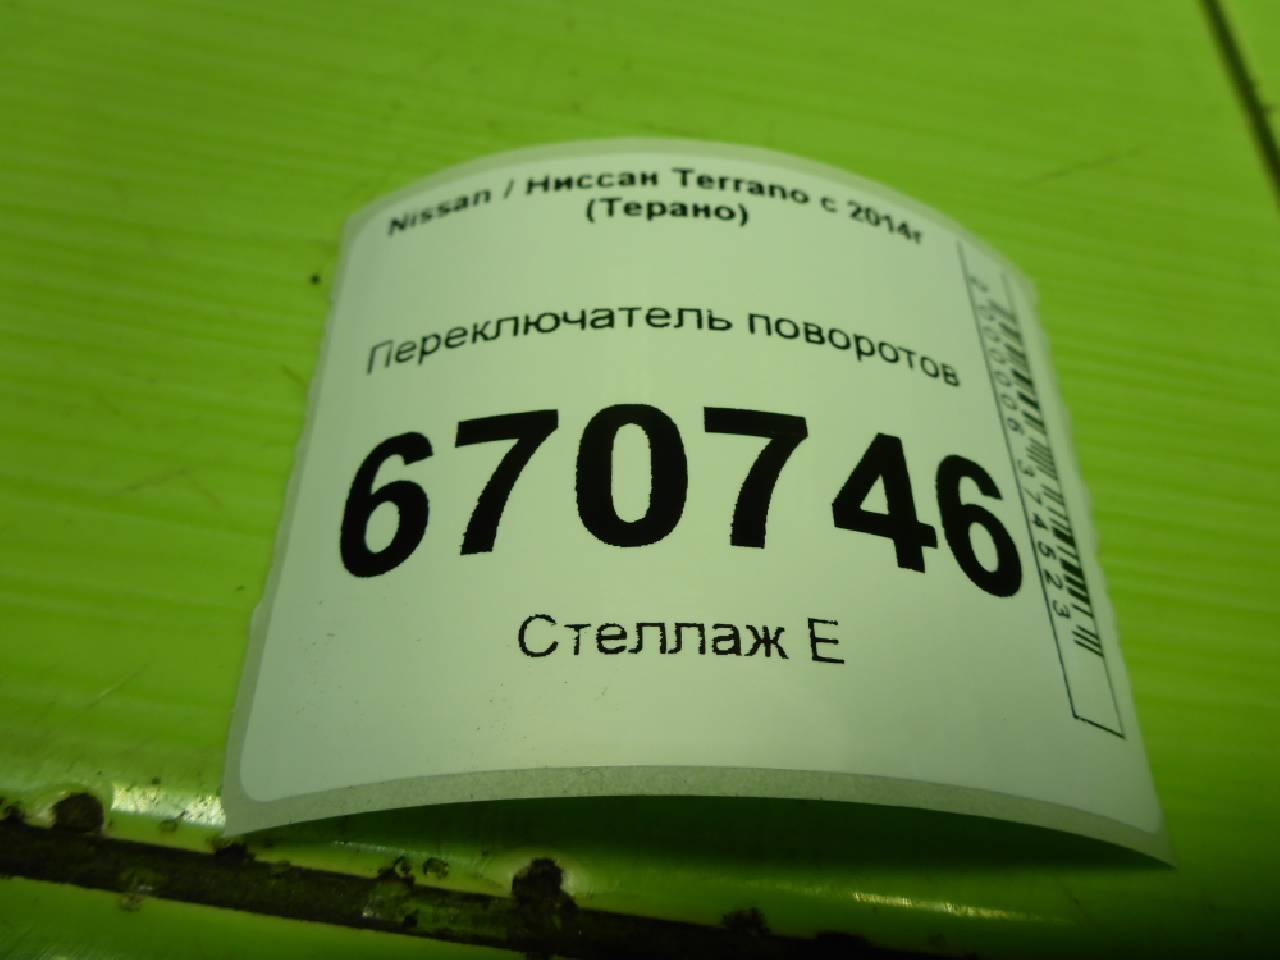 Nissan / Ниссан Terrano с 2014г
(Терано)
Переключатель поворотов
670746
Стеллаж Е